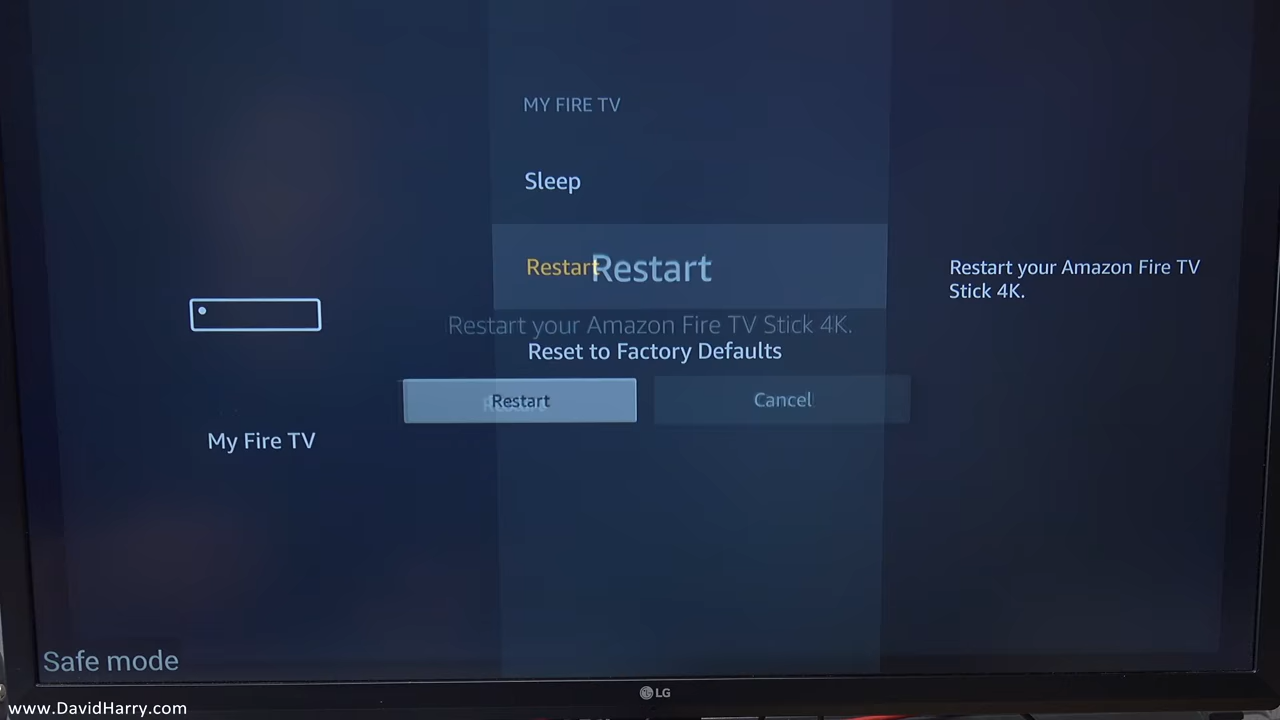 MY FIRE TV
Sleep
Restart
Restart
Restart your Amazon Fire TV
Stick 4K.
Restart your Amazon Fire TV Stick 4K.
Reset to Factory Defaults
Restart
Restart
Cancel
My Fire TV
Safe mode
LG
www.DavidHarry.com